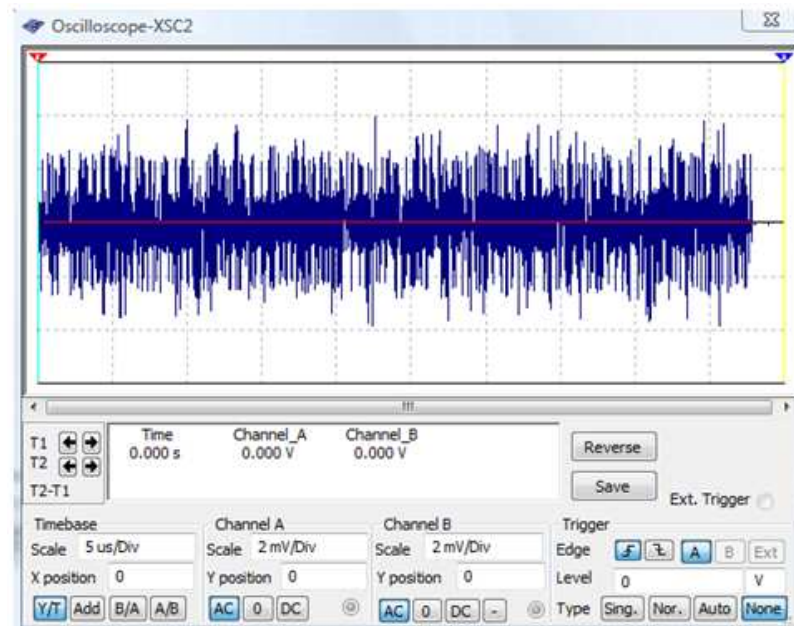 Oscilloscope-XSC2
Time Channel_A Channel_B
T1 0.000 s 0.000 V 0.000 V
T2
T2-T1
Reverse
Save
Ext. Trigger
Timebase
Scale 5 us/Div
X position 0
Y/T Add B/A A/B
Channel A
Scale 2 mV/Div
Y position 0
AC 0 DC
Channel B
Scale 2 mV/Div
Y position 0
AC 0 DC -
Trigger
Edge A B Ext
Level 0 V
Type Sing. Nor. Auto None